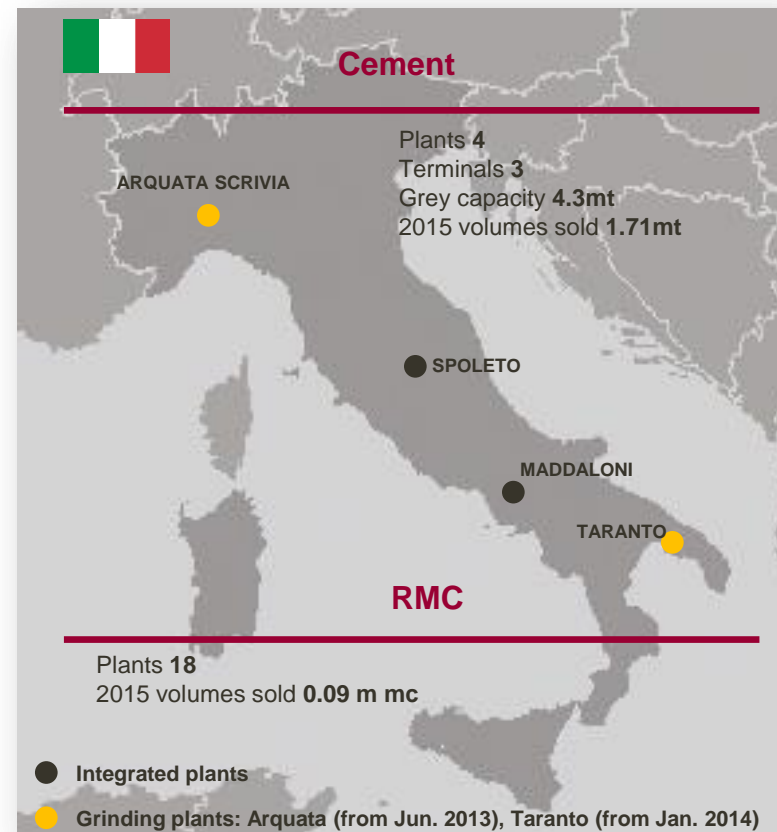 Cement
Plants 4
Terminals 3
Grey capacity 4.3mt
2015 volumes sold 1.71mt
ARQUATA SCRIVIA
SPOLETO
MADDALONI
TARANTO
RMC
Plants 18
2015 volumes sold 0.09 m mc
Integrated plants
Grinding plants: Arquata (from Jun. 2013), Taranto (from Jan. 2014)